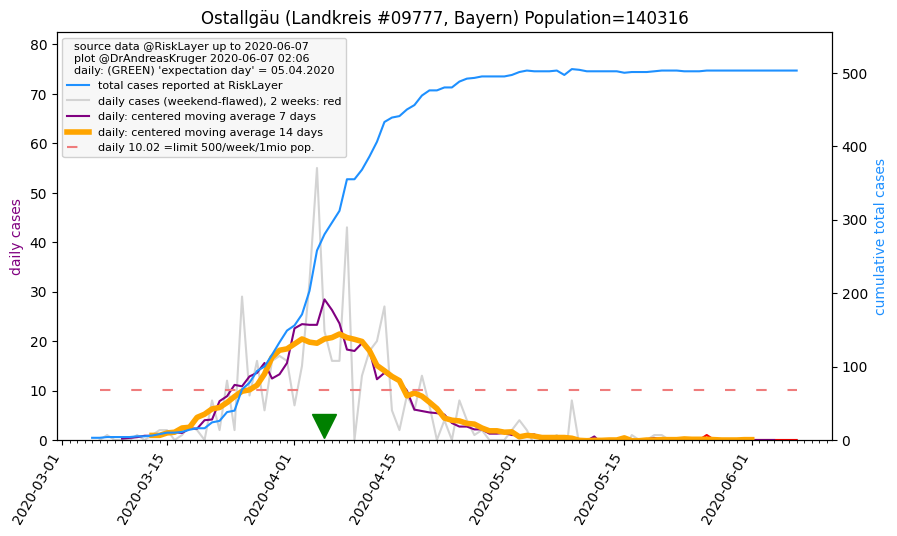 Ostallgäu (Landkreis #09777, Bayern) Population=140316
source data @RiskLayer up to 2020-06-07
plot @DrAndreasKruger 2020-06-07 02:06
daily: (GREEN) 'expectation day' = 05.04.2020
total cases reported at RiskLayer
daily cases (weekend-flawed), 2 weeks: red
daily: centered moving average 7 days
daily: centered moving average 14 days
daily 10.02 =limit 500/week/1mio pop.
daily cases
80
70
60
50
40
30
20
10
0
cumulative total cases
500
400
300
200
100
0
2020-03-01
2020-03-15
2020-04-01
2020-04-15
2020-05-01
2020-05-15
2020-06-01